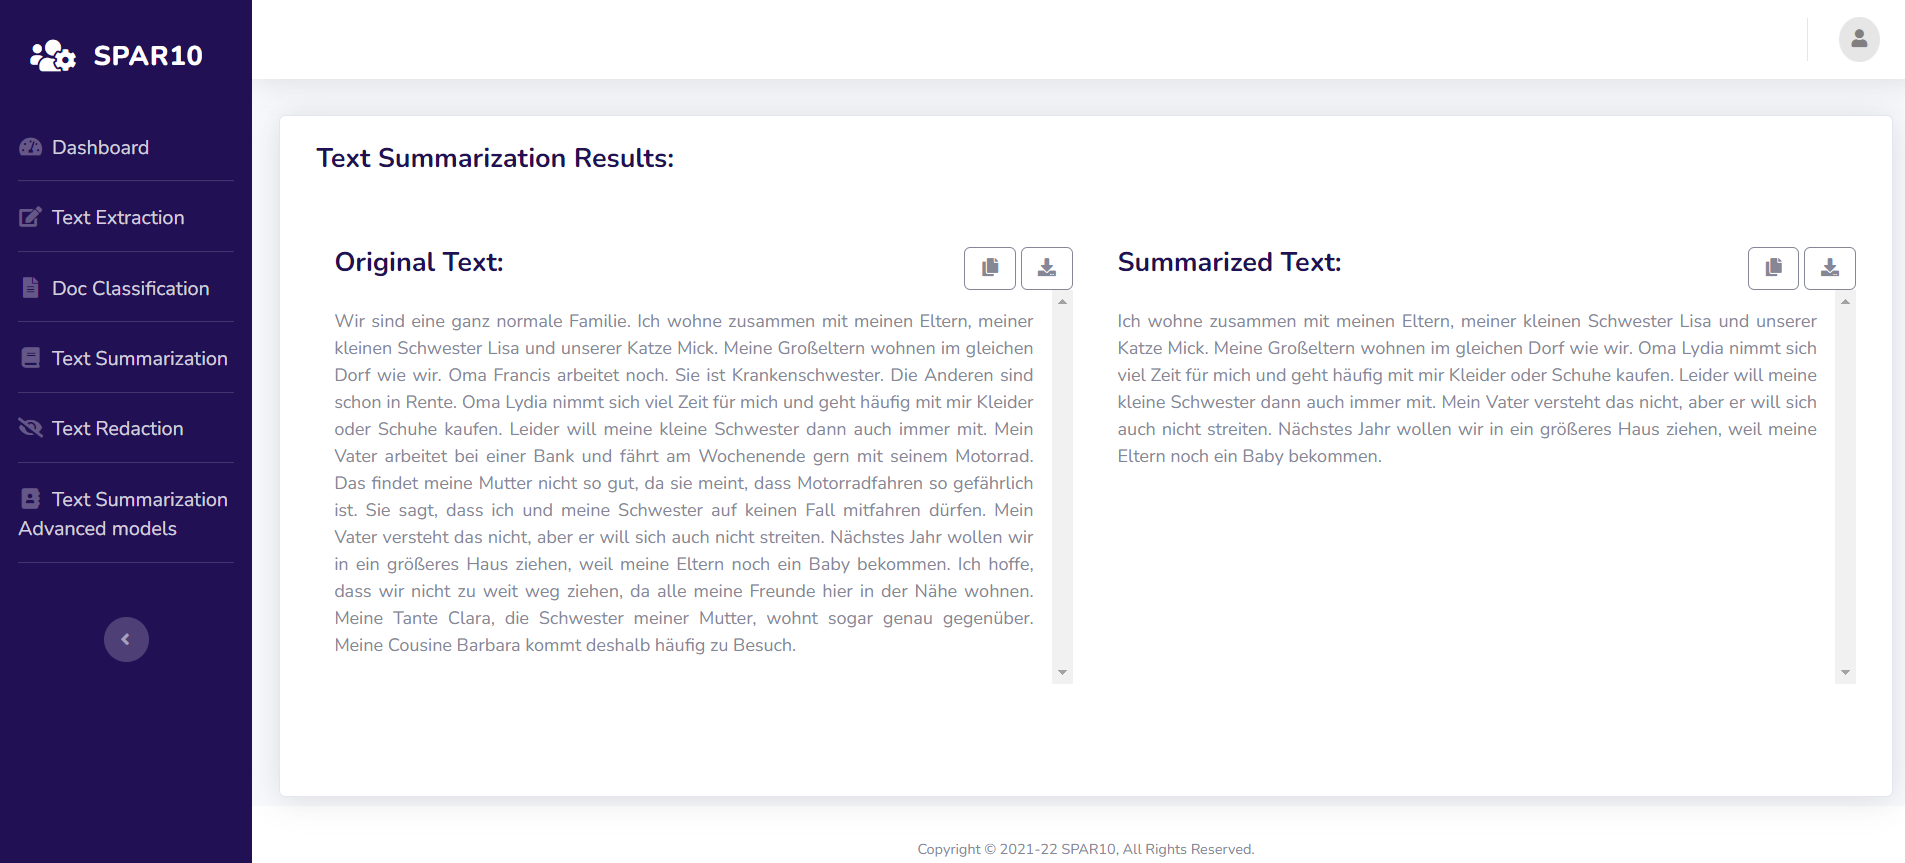 SPAR10
Dashboard
Text Extraction
Doc Classification
Text Summarization
Text Redaction
Text Summarization
Advanced models
Text Summarization Results:
Original Text:
Wir sind eine ganz normale Familie. Ich wohne zusammen mit meinen Eltern, meiner
kleinen Schwester Lisa und unserer Katze Mick. Meine Großeltern wohnen im gleichen
Dorf wie wir. Oma Francis arbeitet noch. Sie ist Krankenschwester. Die Anderen sind
schon in Rente. Oma Lydia nimmt sich viel Zeit für mich und geht häufig mit mir Kleider
oder Schuhe kaufen. Leider will meine kleine Schwester dann auch immer mit. Mein
Vater arbeitet bei einer Bank und fährt am Wochenende gern mit seinem Motorrad.
Das findet meine Mutter nicht so gut, da sie meint, dass Motorradfahren so gefährlich
ist. Sie sagt, dass ich und meine Schwester auf keinen Fall mitfahren dürfen. Mein
Vater versteht das nicht, aber er will sich auch nicht streiten. Nächstes Jahr wollen wir
in ein größeres Haus ziehen, weil meine Eltern noch ein Baby bekommen. Ich hoffe,
dass wir nicht zu weit weg ziehen, da alle meine Freunde hier in der Nähe wohnen.
Meine Tante Clara, die Schwester meiner Mutter, wohnt sogar genau gegenüber.
Meine Cousine Barbara kommt deshalb häufig zu Besuch.
Summarized Text:
Ich wohne zusammen mit meinen Eltern, meiner kleinen Schwester Lisa und unserer
Katze Mick. Meine Großeltern wohnen im gleichen Dorf wie wir. Oma Lydia nimmt sich
viel Zeit für mich und geht häufig mit mir Kleider oder Schuhe kaufen. Leider will meine
kleine Schwester dann auch immer mit. Mein Vater versteht das nicht, aber er will sich
auch nicht streiten. Nächstes Jahr wollen wir in ein größeres Haus ziehen, weil meine
Eltern noch ein Baby bekommen.
Copyright © 2021-22 SPAR10, All Rights Reserved.